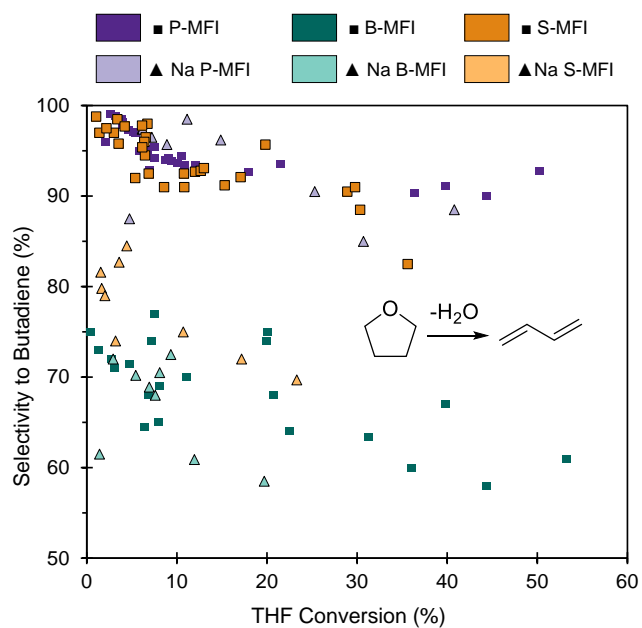 ■ P-MFI ■ B-MFI ■ S-MFI
▲ Na P-MFI ▲ Na B-MFI ▲Na S-MFI
100
90
80
70
60
50
Selectivity to Butadiene (%)
O
-H₂O
0 10 20 30 40 50 60
THF Conversion (%)